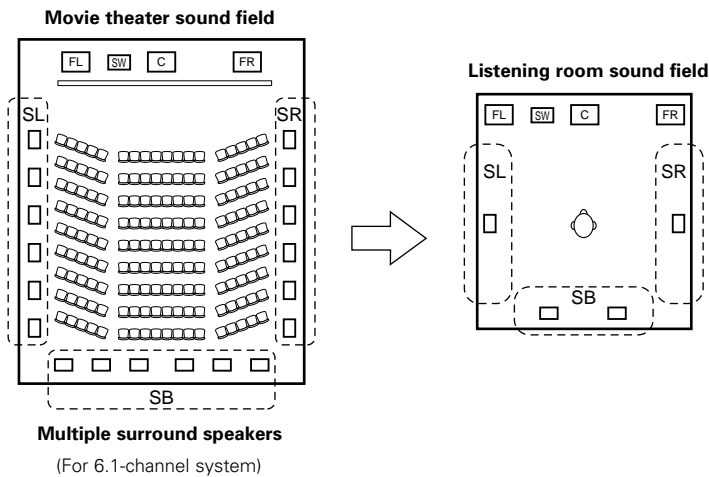 Movie theater sound field
FL SW C FR
SL SR
SB
Multiple surround speakers
(For 6.1-channel system)
Listening room sound field
FL SW C FR
SL SR
SB